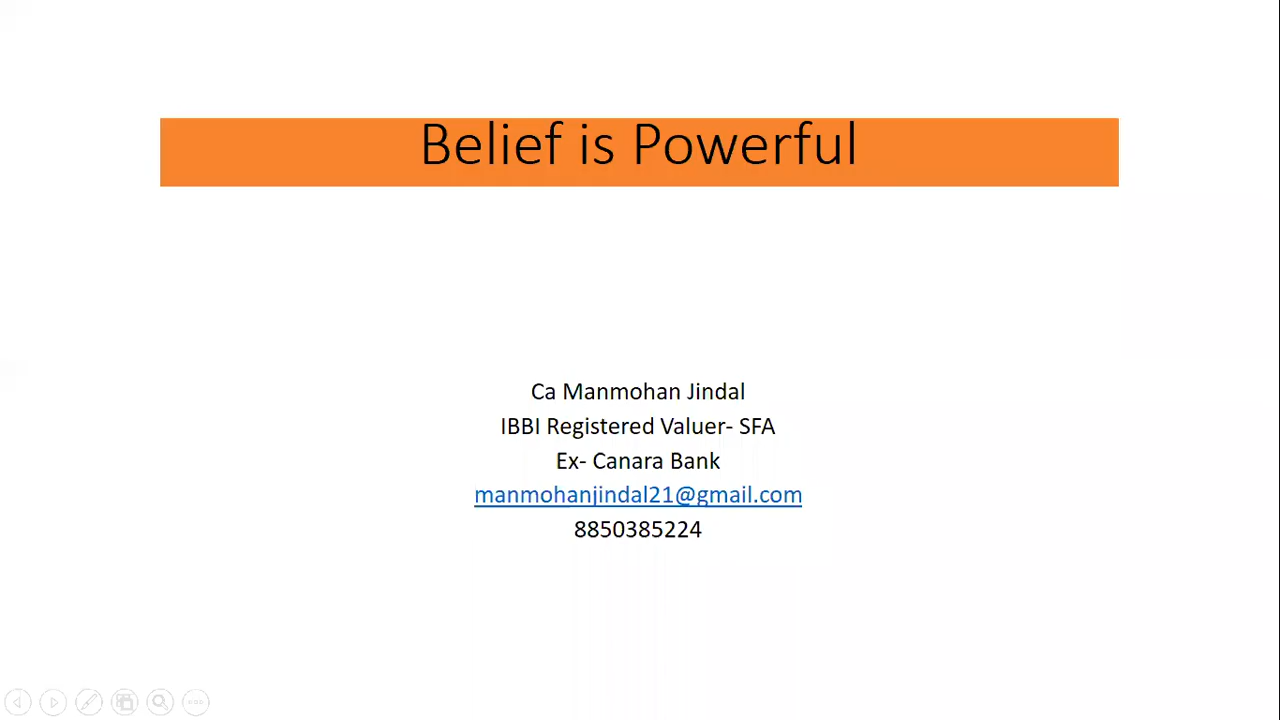 Belief is Powerful
Ca Manmohan Jindal
IBBI Registered Valuer- SFA
Ex- Canara Bank
manmohanjindal21@gmail.com
8850385224